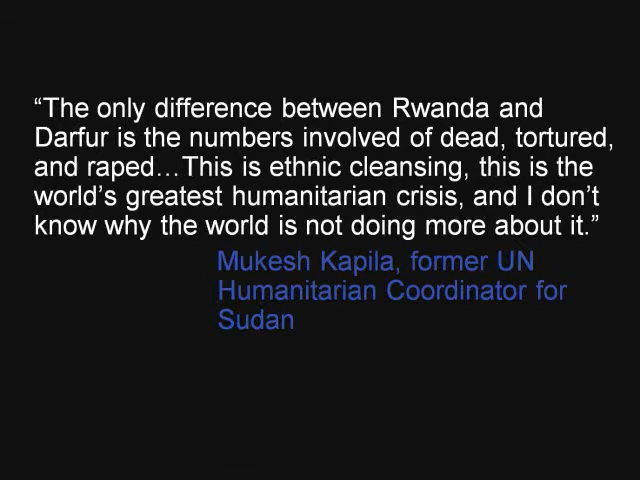 “The only difference between Rwanda and
Darfur is the numbers involved of dead, tortured,
and raped…This is ethnic cleansing, this is the
world’s greatest humanitarian crisis, and I don’t
know why the world is not doing more about it.”
Mukesh Kapila, former UN
Humanitarian Coordinator for
Sudan